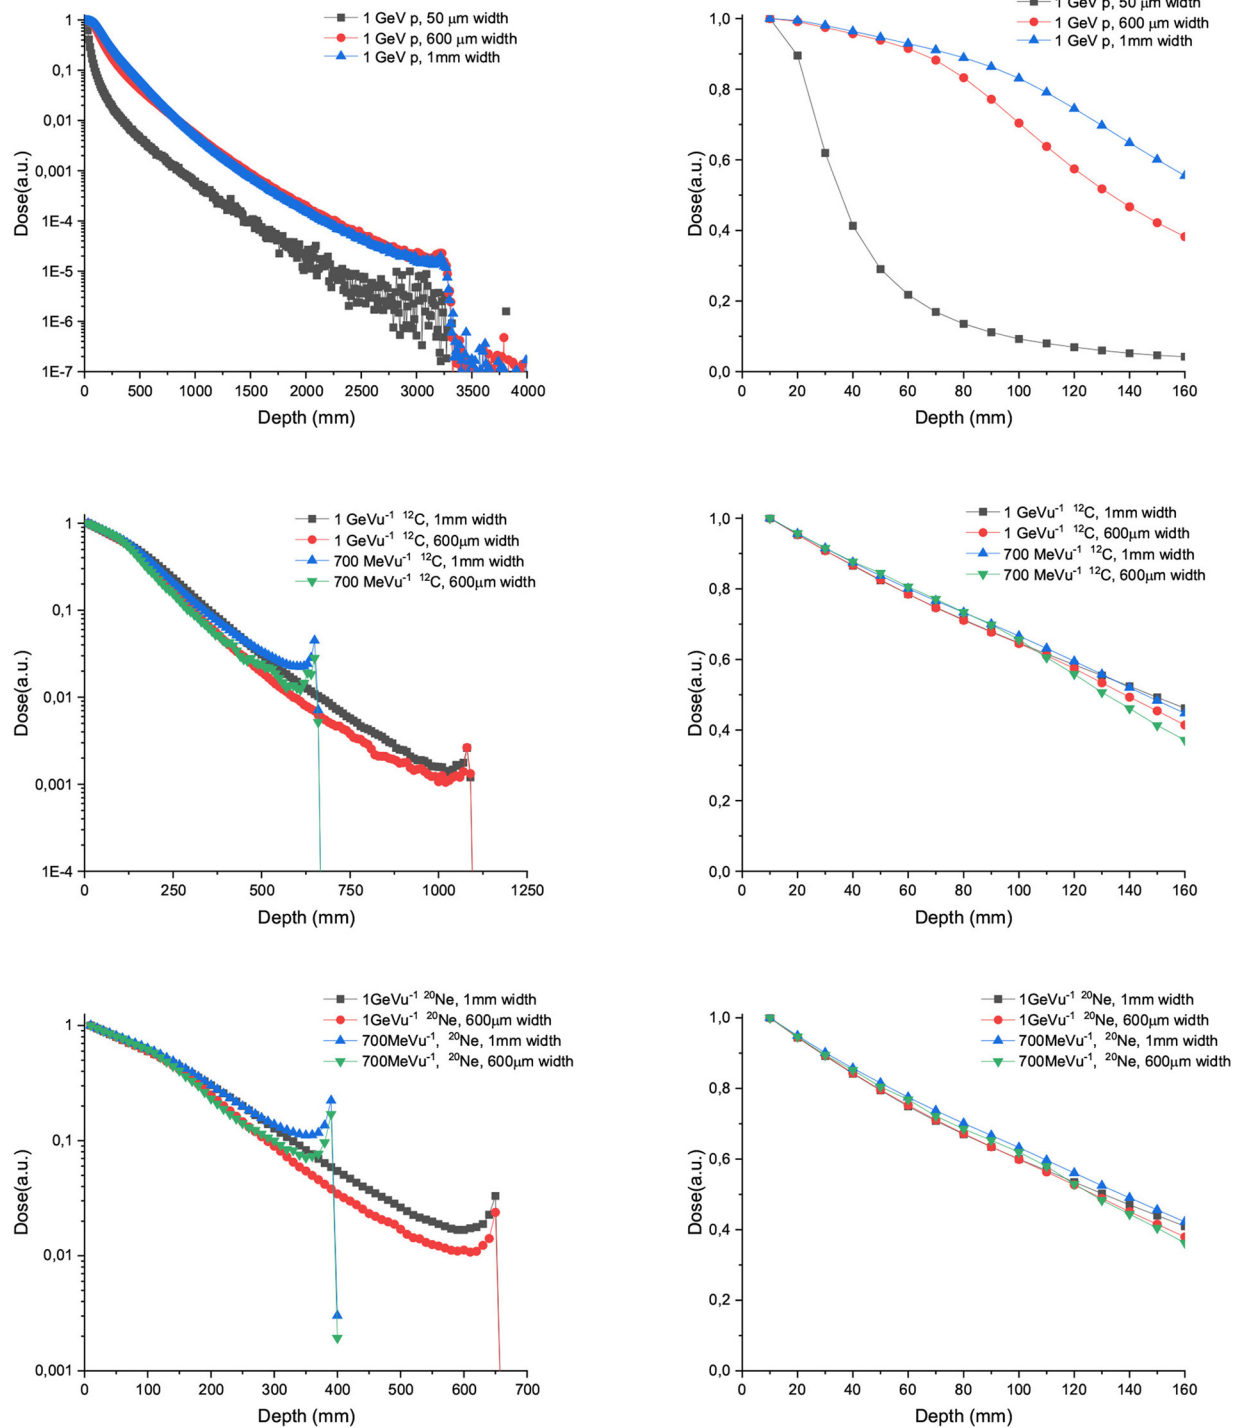 1 GeV p, 50 μm width
1 GeV p, 600 μm width
1 GeV p, 1mm width
1
0,1
0,01
0,001
1E-4
1E-5
1E-6
1E-7
Dose(a.u.)
0 500 1000 1500 2000 2500 3000 3500 4000
Depth (mm)
1 GeV p, 50 μm width
1 GeV p, 600 μm width
1 GeV p, 1mm width
1,0
0,8
0,6
0,4
0,2
0,0
Dose(a.u.)
0 20 40 60 80 100 120 140 160
Depth (mm)
1 GeVu⁻¹ ¹²C, 1mm width
1 GeVu⁻¹ ¹²C, 600μm width
700 MeVu⁻¹ ¹²C, 1mm width
700 MeVu⁻¹ ¹²C, 600μm width
1
0,1
0,01
0,001
1E-4
Dose(a.u.)
0 250 500 750 1000 1250
Depth (mm)
1 GeVu⁻¹ ¹²C, 1mm width
1 GeVu⁻¹ ¹²C, 600μm width
700 MeVu⁻¹ ¹²C, 1mm width
700 MeVu⁻¹ ¹²C, 600μm width
1,0
0,8
0,6
0,4
0,2
0,0
Dose(a.u.)
0 20 40 60 80 100 120 140 160
Depth (mm)
1GeVu⁻¹ ²⁰Ne, 1mm width
1GeVu⁻¹ ²⁰Ne, 600μm width
700MeVu⁻¹, ²⁰Ne, 1mm width
700MeVu⁻¹, ²⁰Ne, 600μm width
1
0,1
0,01
0,001
Dose(a.u.)
0 100 200 300 400 500 600 700
Depth (mm)
1GeVu⁻¹ ²⁰Ne, 1mm width
1GeVu⁻¹ ²⁰Ne, 600μm width
700MeVu⁻¹, ²⁰Ne, 1mm width
700MeVu⁻¹, ²⁰Ne, 600μm width
1,0
0,8
0,6
0,4
0,2
0,0
Dose(a.u.)
0 20 40 60 80 100 120 140 160
Depth (mm)